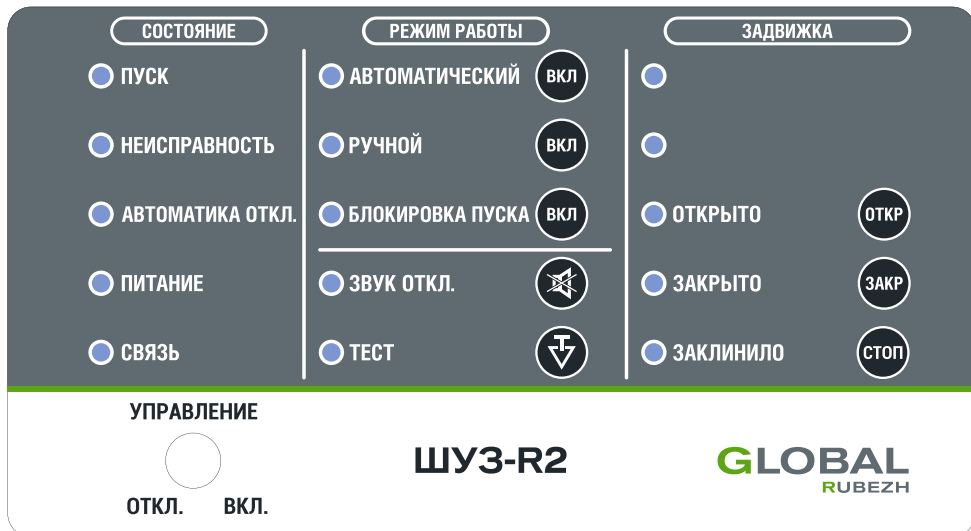 СОСТОЯНИЕ
ПУСК
НЕИСПРАВНОСТЬ
АВТОМАТИКА ОТКЛ.
ПИТАНИЕ
СВЯЗЬ
РЕЖИМ РАБОТЫ
АВТОМАТИЧЕСКИЙ ВКЛ
РУЧНОЙ ВКЛ
БЛОКИРОВКА ПУСКА ВКЛ
ЗВУК ОТКЛ.
ТЕСТ
ЗАДВИЖКА
ОТКРЫТО ОТКР
ЗАКРЫТО ЗАКР
ЗАКЛИНИЛО СТОП
УПРАВЛЕНИЕ
ОТКЛ. ВКЛ.
ШУЗ-R2
GLOBAL
RUBEZH